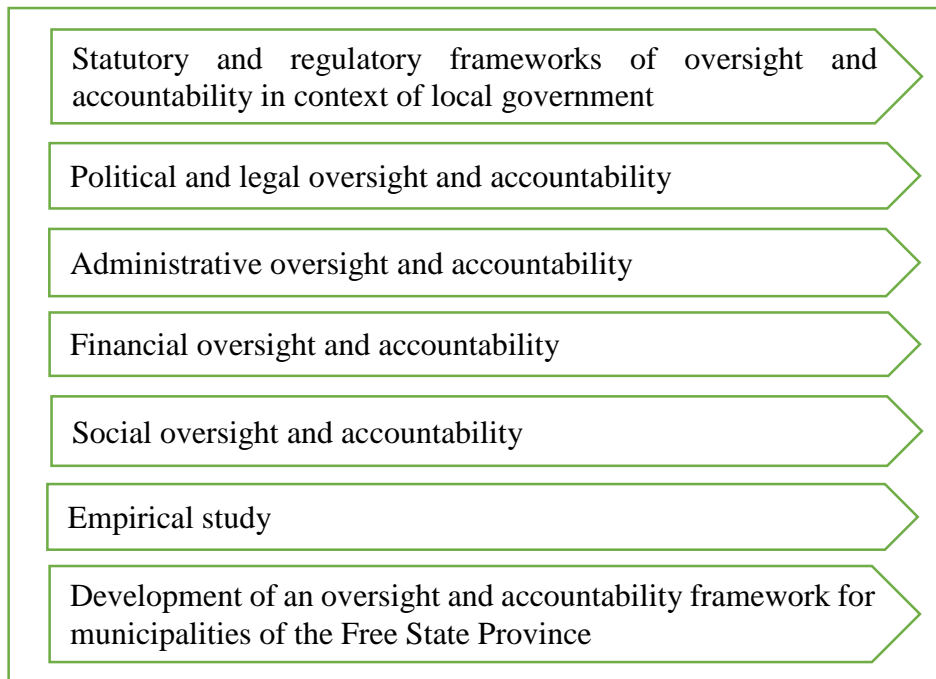 Statutory and regulatory frameworks of oversight and
accountability in context of local government
Political and legal oversight and accountability
Administrative oversight and accountability
Financial oversight and accountability
Social oversight and accountability
Empirical study
Development of an oversight and accountability framework for
municipalities of the Free State Province